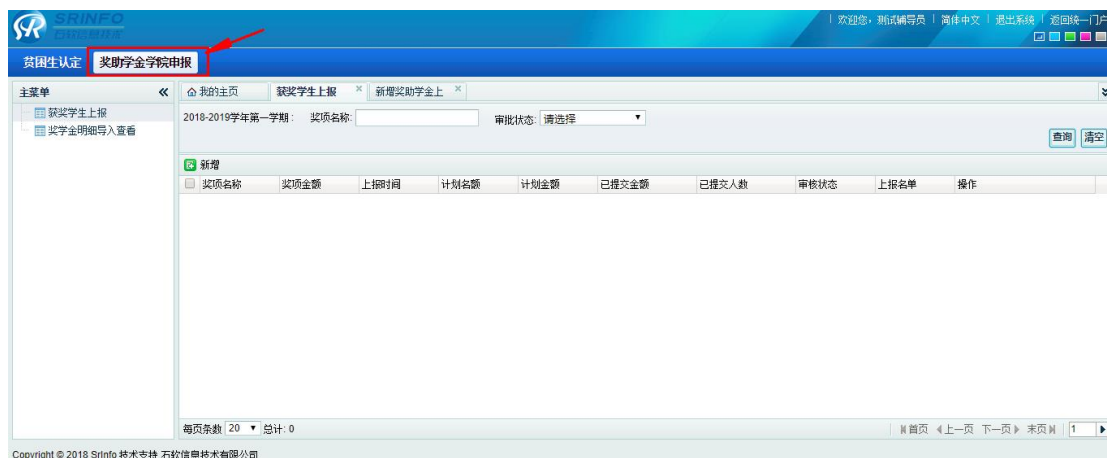 SRINFO
石软信息技术
欢迎您，测试辅导员 | 简体中文 | 退出系统 | 返回统一门户
贫困生认定 奖助学金学院申报
主菜单
获奖学生上报
奖学金明细导入查看
我的主页 获奖学生上报 新增奖助学金上
2018-2019学年第一学期： 奖项名称: 审批状态: 请选择
查询 清空
新增
奖项名称 奖项金额 上报时间 计划名额 计划金额 已提交金额 已提交人数 审核状态 上报名单 操作
每页条数 20 总计: 0
首页 上一页 下一页 末页 1
Copyright © 2018 SrInfo 技术支持 石软信息技术有限公司